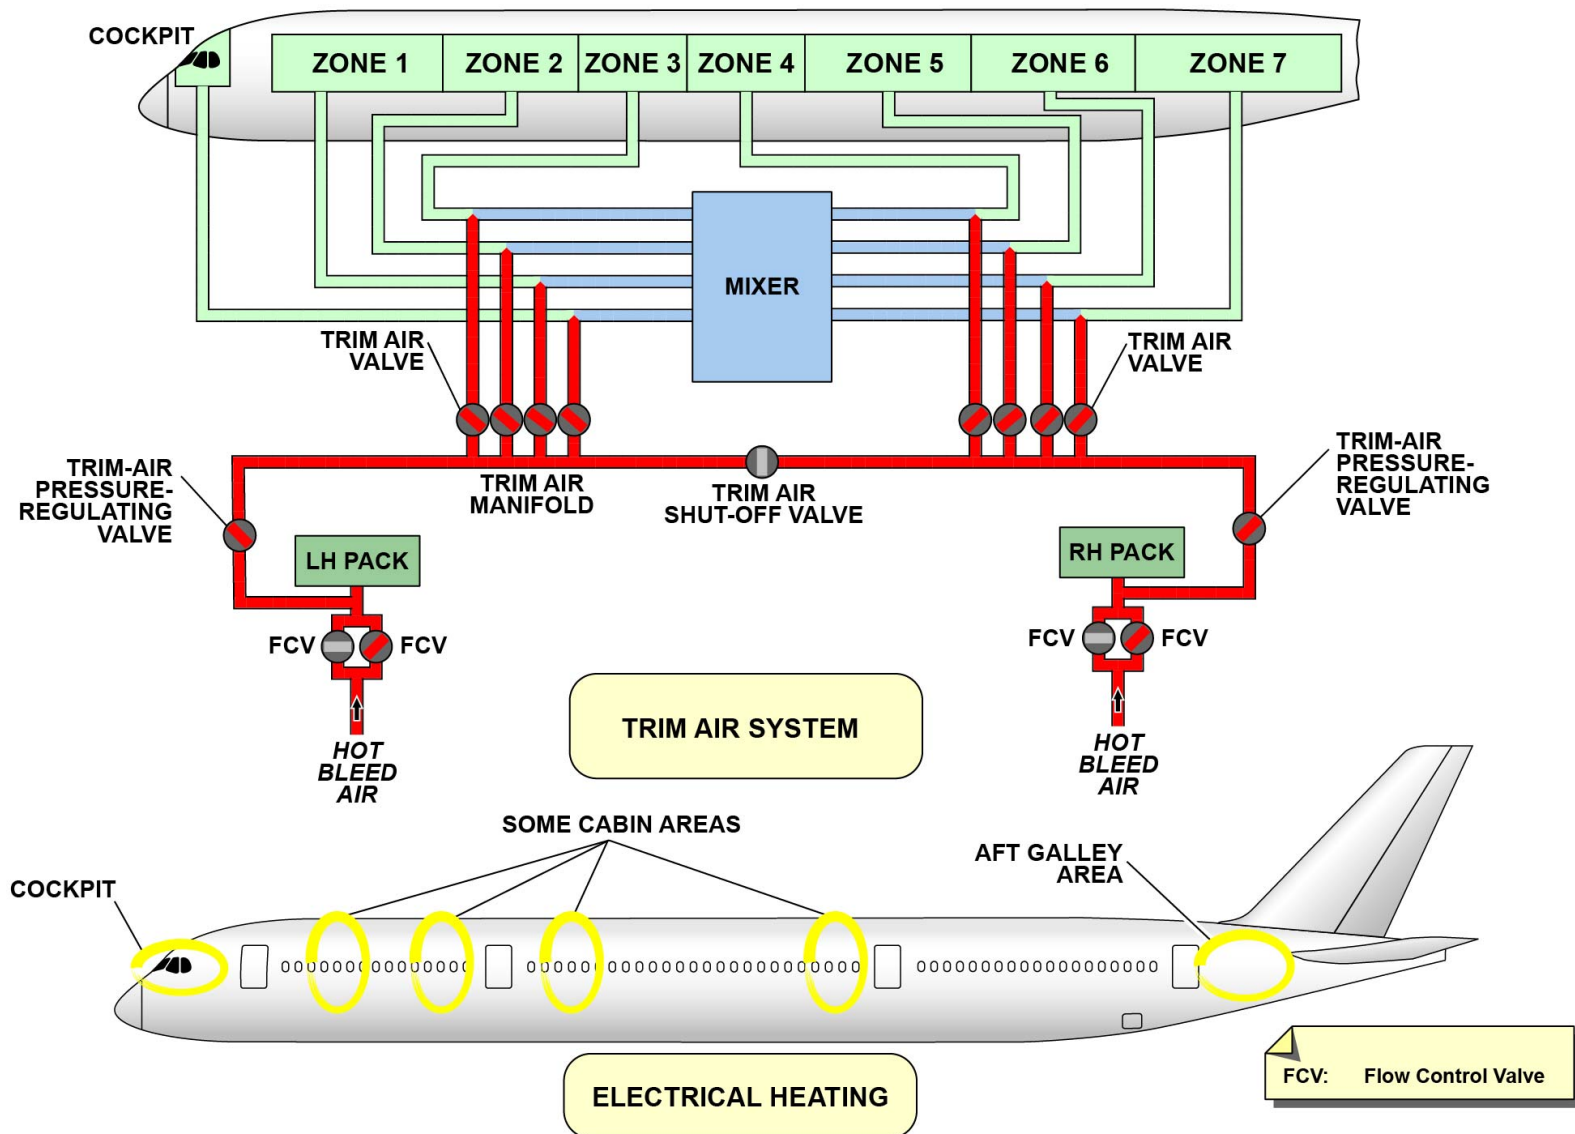 COCKPIT
ZONE 1
ZONE 2
ZONE 3
ZONE 4
ZONE 5
ZONE 6
ZONE 7
MIXER
TRIM AIR
VALVE
TRIM AIR
VALVE
TRIM-AIR
PRESSURE-
REGULATING
VALVE
TRIM AIR
MANIFOLD
TRIM AIR
SHUT-OFF VALVE
TRIM-AIR
PRESSURE-
REGULATING
VALVE
LH PACK
RH PACK
FCV
FCV
FCV
FCV
HOT
BLEED
AIR
TRIM AIR SYSTEM
HOT
BLEED
AIR
SOME CABIN AREAS
AFT GALLEY
AREA
COCKPIT
ELECTRICAL HEATING
FCV: Flow Control Valve